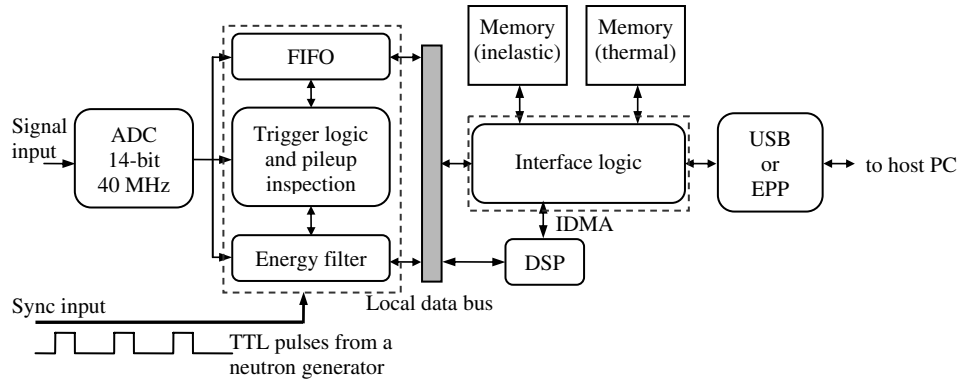 Signal
input
ADC
14-bit
40 MHz
FIFO
Trigger logic
and pileup
inspection
Energy filter
Memory
(inelastic)
Memory
(thermal)
Interface logic
USB
or
EPP
to host PC
IDMA
DSP
Local data bus
Sync input
TTL pulses from a
neutron generator